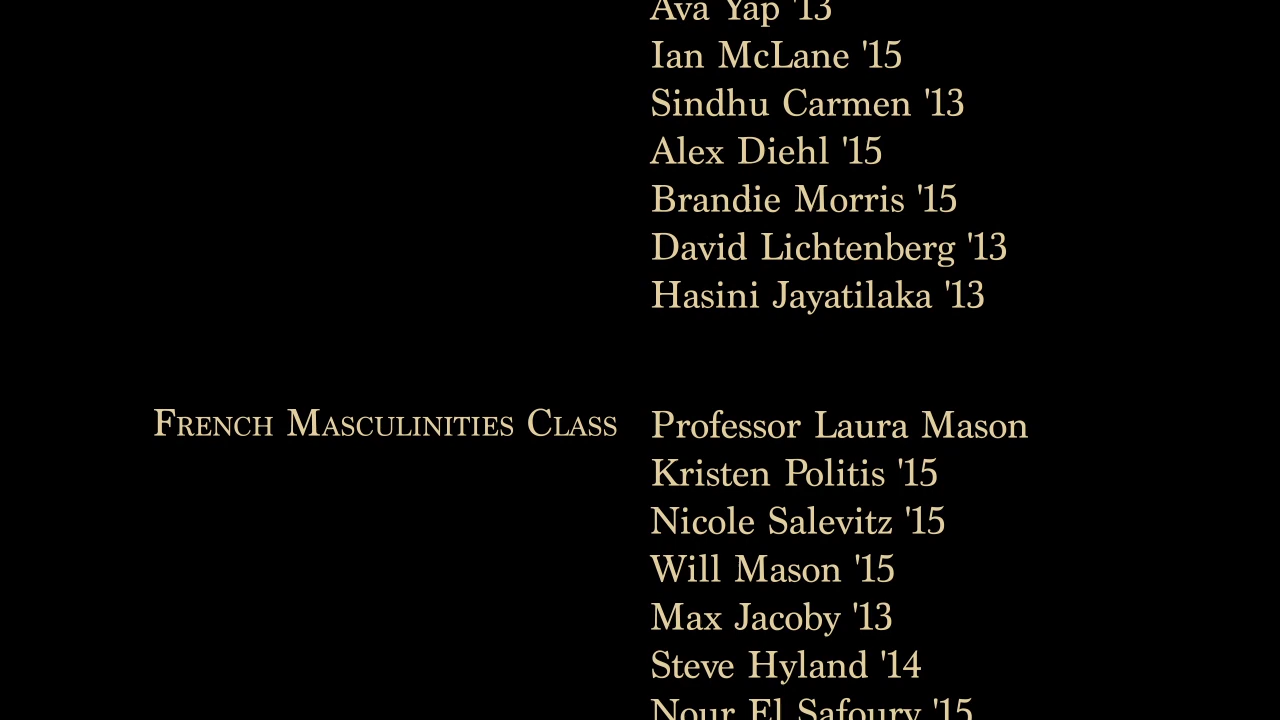 Ava Yap '13
Ian McLane '15
Sindhu Carmen '13
Alex Diehl '15
Brandie Morris '15
David Lichtenberg '13
Hasini Jayatilaka '13
French Masculinities Class Professor Laura Mason
Kristen Politis '15
Nicole Salevitz '15
Will Mason '15
Max Jacoby '13
Steve Hyland '14
Nour El Safoury '15